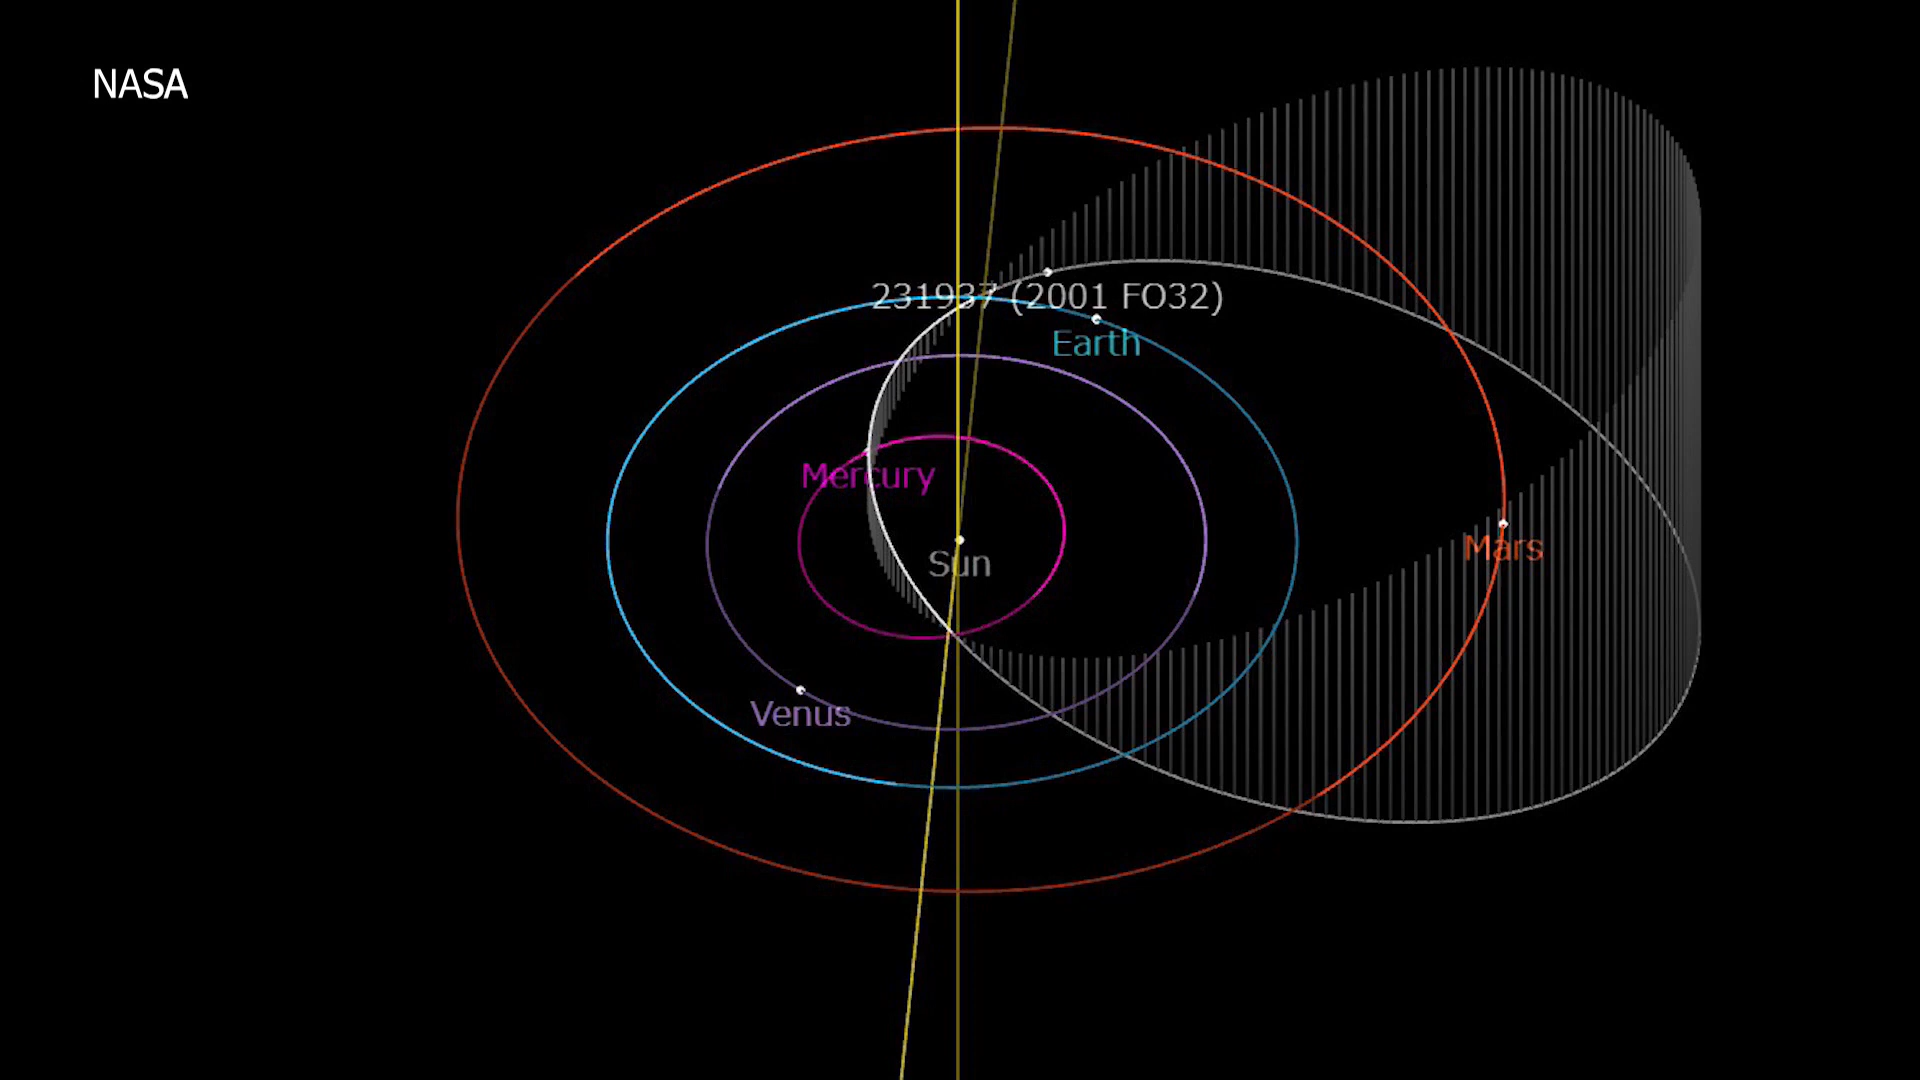 NASA
231937 (2001 FO32)
Earth
Mercury
Sun
Mars
Venus